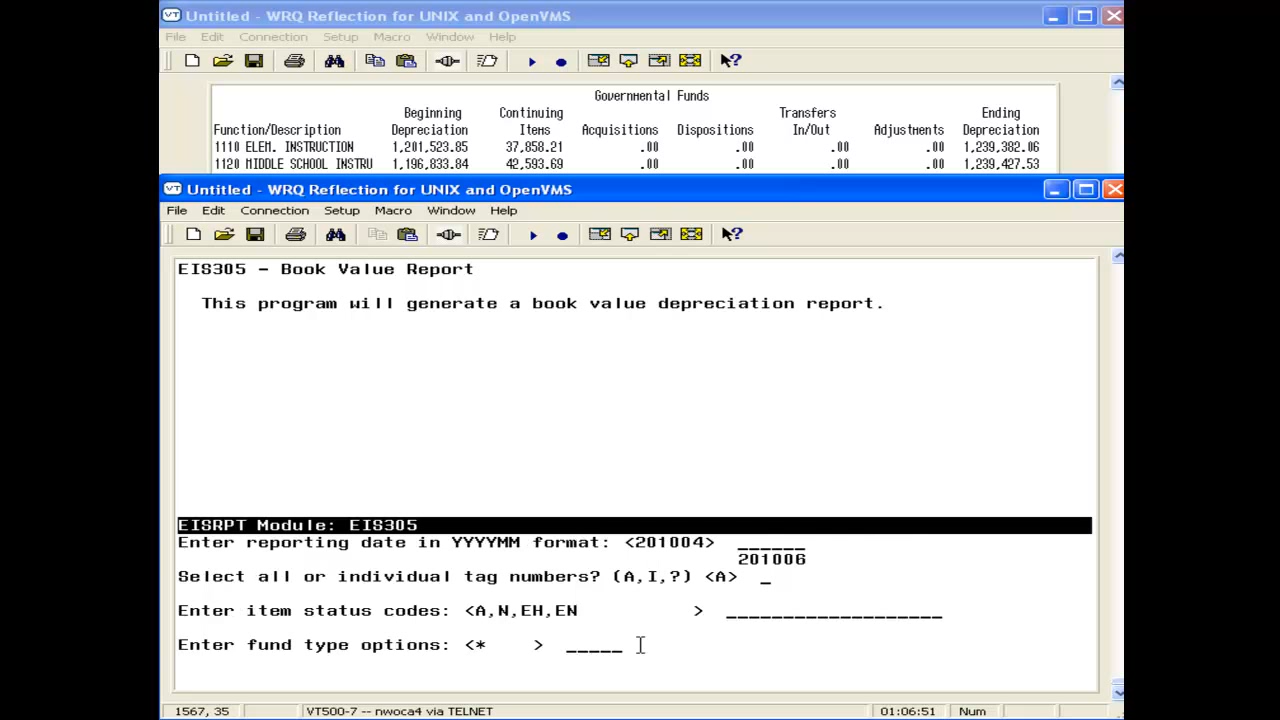 Untitled - WRQ Reflection for UNIX and OpenVMS
File Edit Connection Setup Macro Window Help
Governmental Funds
Beginning Continuing Transfers Ending
Function/Description Depreciation Items Acquisitions Dispositions In/Out Adjustments Depreciation
1110 ELEM. INSTRUCTION 1,201,523.85 37,858.21 .00 .00 .00 .00 1,239,382.06
1120 MIDDLE SCHOOL INSTRU 1,196,833.84 42,593.69 .00 .00 .00 .00 1,239,427.53
Untitled - WRQ Reflection for UNIX and OpenVMS
File Edit Connection Setup Macro Window Help
EIS305 - Book Value Report
This program will generate a book value depreciation report.
EISRPT Module: EIS305
Enter reporting date in YYYYMM format: <201004> ______
201006
Select all or individual tag numbers? (A,I,?) <A> _
Enter item status codes: <A,N,EH,EN > ___________________
Enter fund type options: <* > _____
1567, 35 VT500-7 -- nwoca4 via TELNET 01:06:51 Num